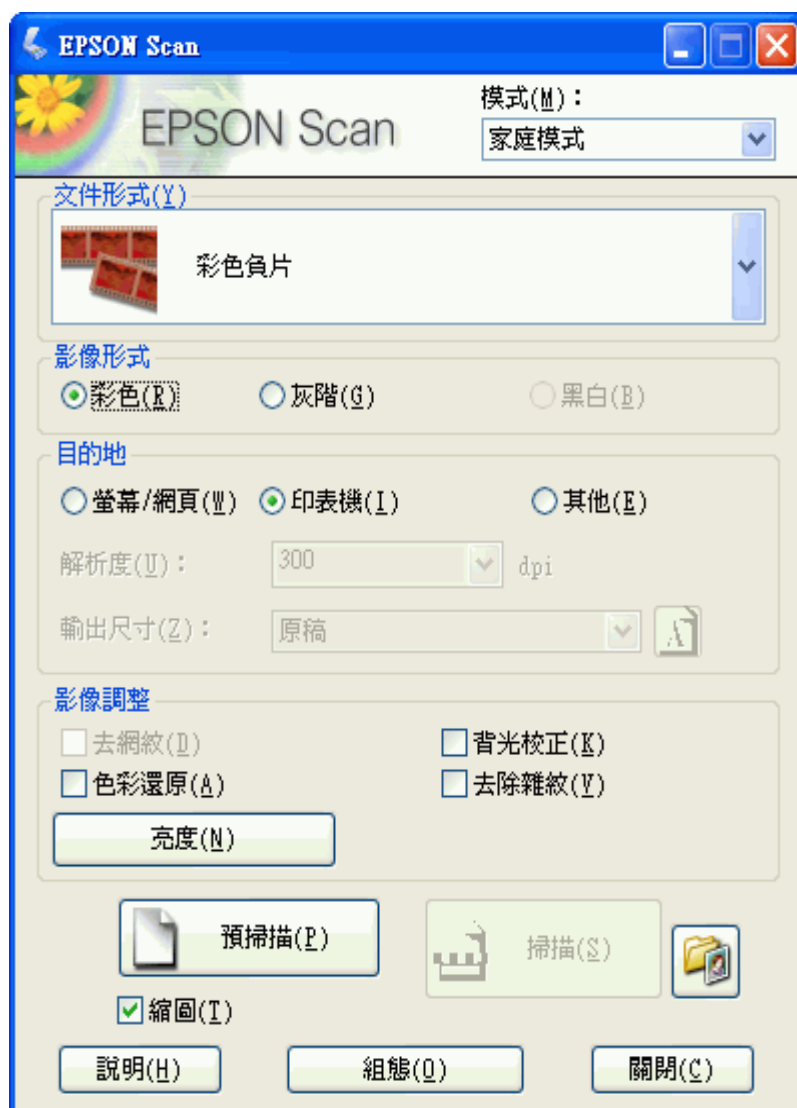 EPSON Scan
EPSON Scan
模式(M)：
家庭模式
文件形式(Y)
彩色負片
影像形式
彩色(R) 灰階(G) 黑白(B)
目的地
螢幕/網頁(W) 印表機(I) 其他(E)
解析度(U)： 300 dpi
輸出尺寸(Z)： 原稿
影像調整
去網紋(D) 背光校正(K)
色彩還原(A) 去除雜紋(V)
亮度(N)
預掃描(P) 掃描(S)
縮圖(T)
說明(H) 組態(O) 關閉(C)